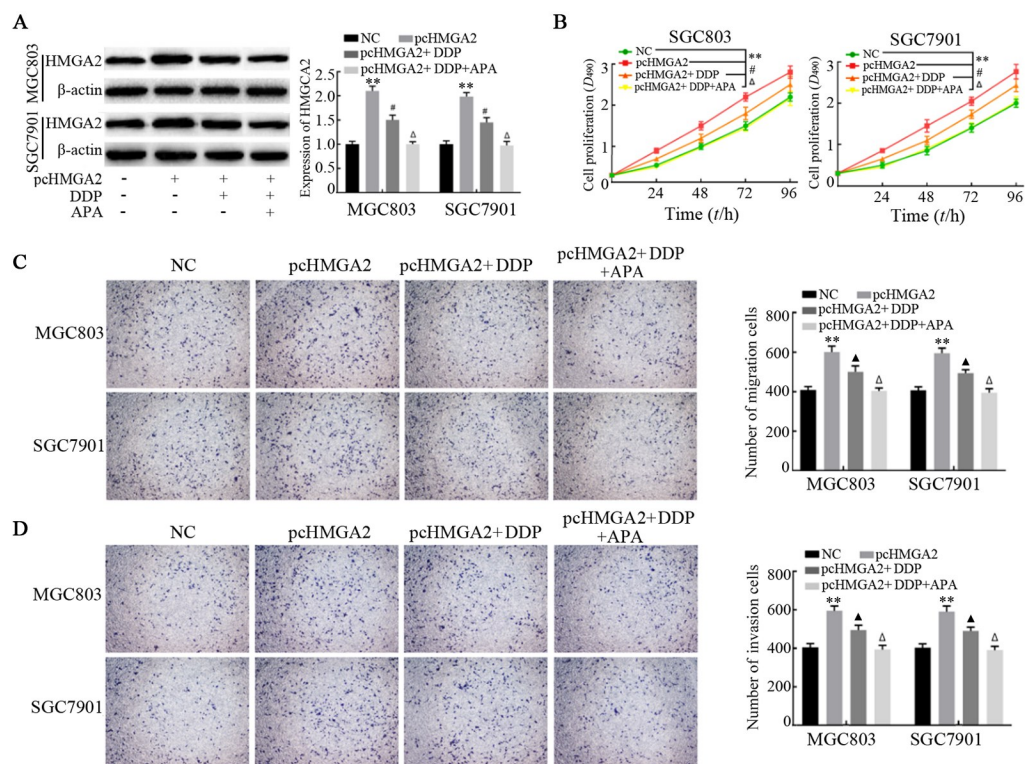 A
MGC803
HMGA2
β-actin
SGC7901
HMGA2
β-actin
pcHMGA2 - + + +
DDP - - + +
APA - - - +
NC pcHMGA2
pcHMGA2+ DDP
pcHMGA2+ DDP+APA
Expression of HMGCA2
2.5
2.0
1.5
1.0
0.5
0.0
** # Δ ** # Δ
MGC803 SGC7901
B
SGC803
NC
pcHMGA2
pcHMGA2+DDP
pcHMGA2+ DDP+APA
**
#
Δ
Cell proliferation (D490)
3
2
1
0
24 48 72 96
Time (t/h)
SGC7901
NC
pcHMGA2
pcHMGA2+DDP
pcHMGA2+ DDP+APA
**
#
Δ
Cell proliferation (D490)
3
2
1
0
24 48 72 96
Time (t/h)
C
NC pcHMGA2 pcHMGA2+DDP pcHMGA2+DDP
+APA
MGC803
SGC7901
NC pcHMGA2
pcHMGA2+DDP
pcHMGA2+DDP+APA
Number of migration cells
800
600
400
0
** ▲ Δ ** ▲ Δ
MGC803 SGC7901
D
NC pcHMGA2 pcHMGA2+DDP pcHMGA2+DDP
+APA
MGC803
SGC7901
NC pcHMGA2
pcHMGA2+ DDP
pcHMGA2+ DDP+APA
Number of invasion cells
800
600
400
0
** ▲ Δ ** ▲ Δ
MGC803 SGC7901